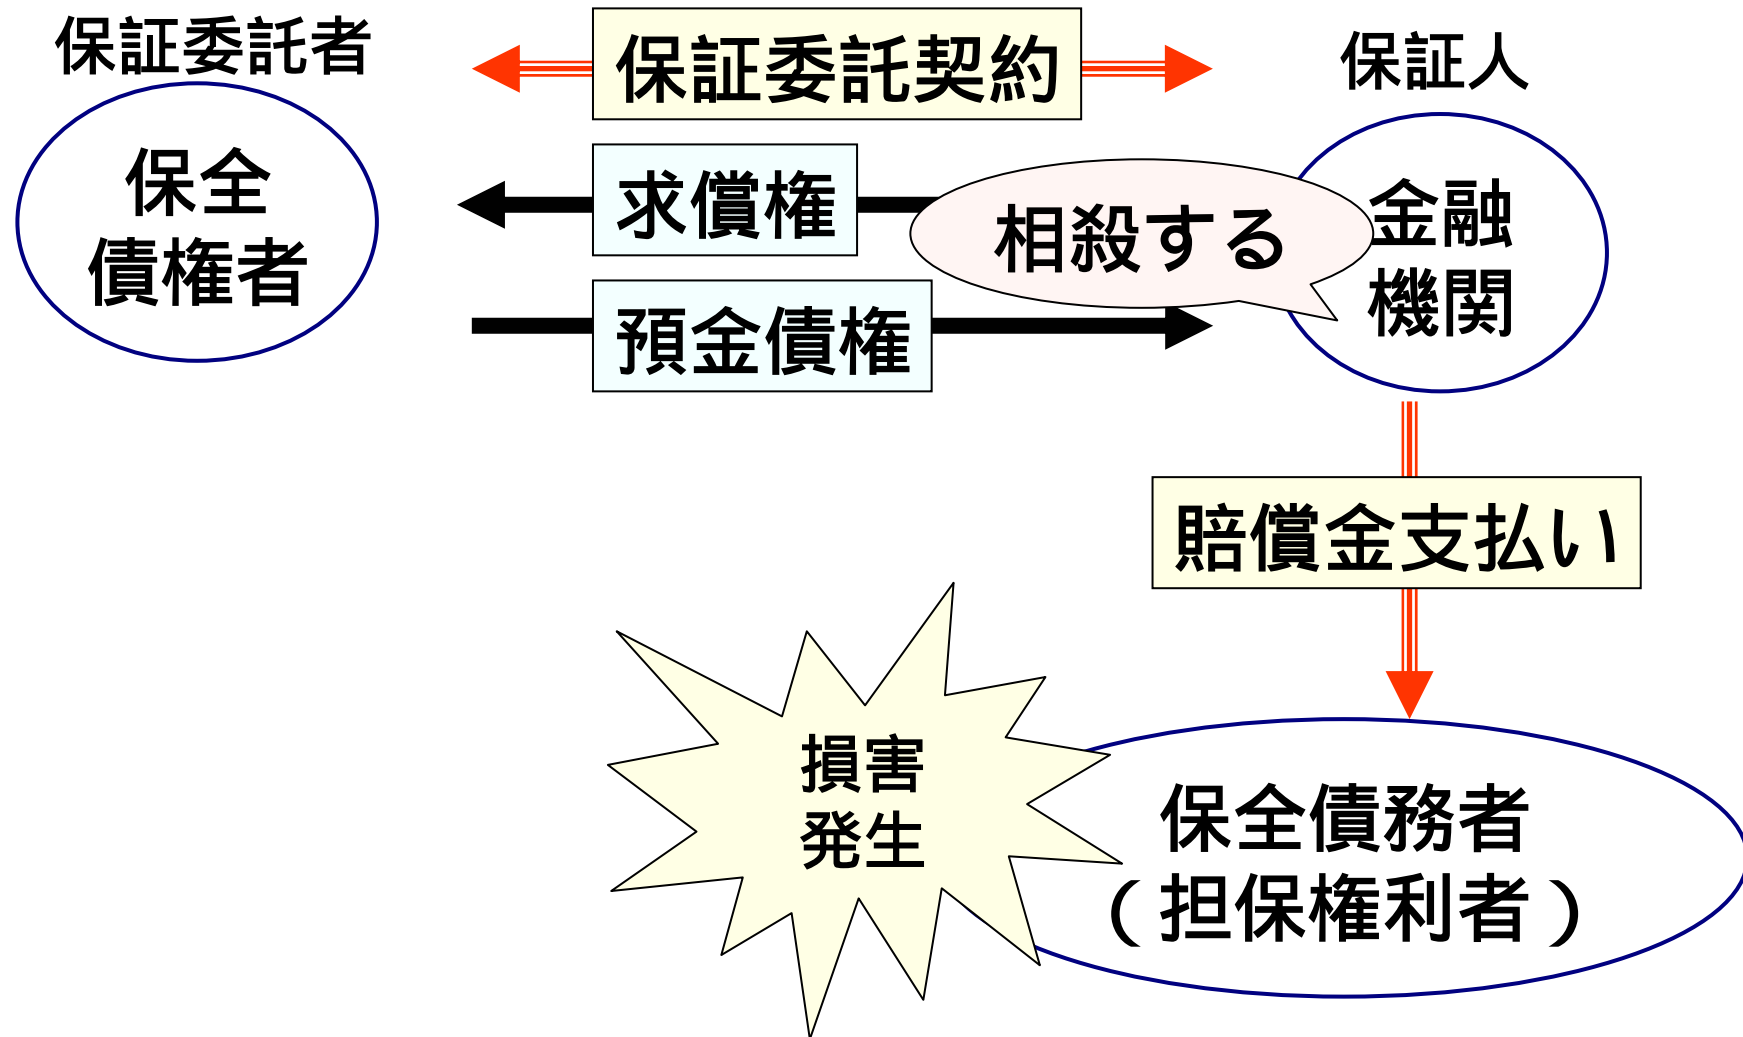 保証委託者
保証委託契約
保証人
保全
債権者
求償権
相殺する
金融
機関
預金債権
賠償金支払い
損害
発生
保全債務者
（担保権利者）